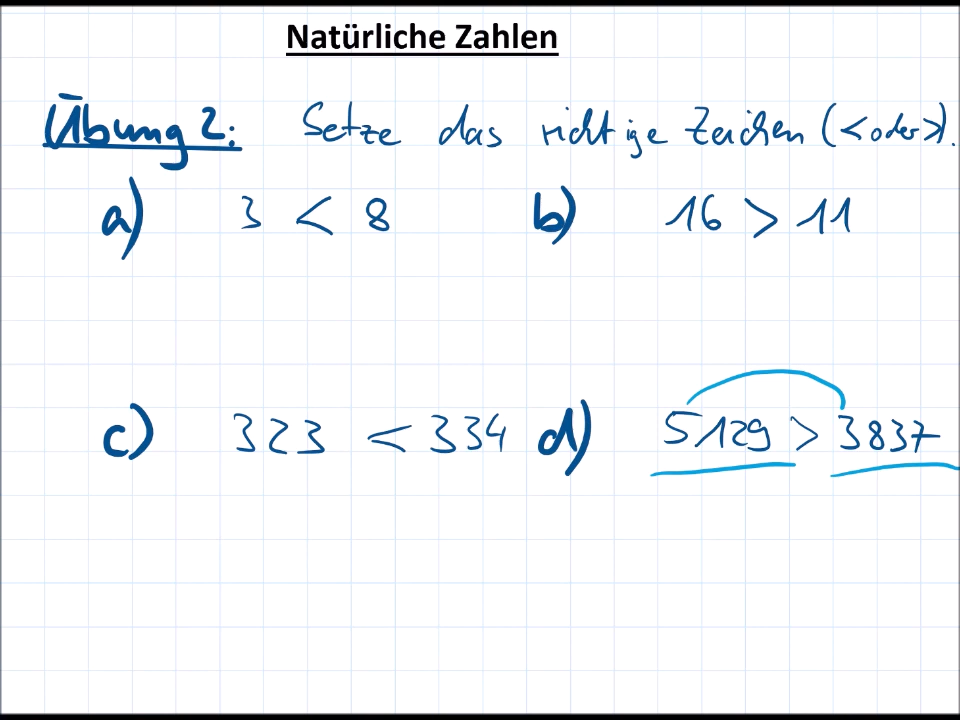 Natürliche Zahlen
Übung 2: Setze das richtige Zeichen (< oder >).
a) 3 < 8 b) 16 > 11
c) 323 < 334 d) 5129 > 3837